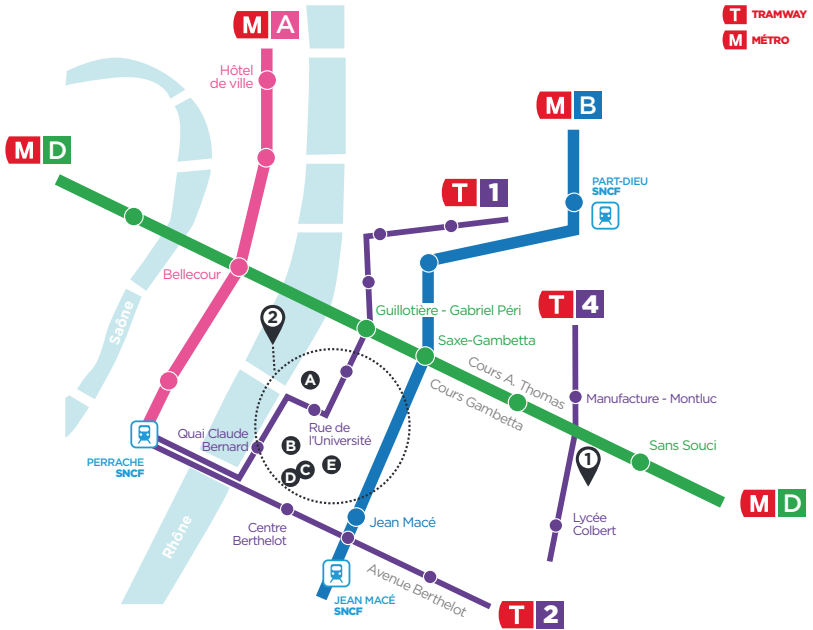 T TRAMWAY
M MÉTRO
M A
Hôtel
de ville
M B
M D
PART-DIEU
SNCF
T 1
Bellecour
Saône
T 4
Guillotière - Gabriel Péri
2
Saxe-Gambetta
Cours A. Thomas
Cours Gambetta
A
Manufacture - Montluc
Rue de
l'Université
Quai Claude
Bernard
B
C
D
E
Sans Souci
1
PERRACHE
SNCF
M D
Rhône
Centre
Berthelot
Jean Macé
Lycée
Colbert
Avenue Berthelot
JEAN MACÉ
SNCF
T 2